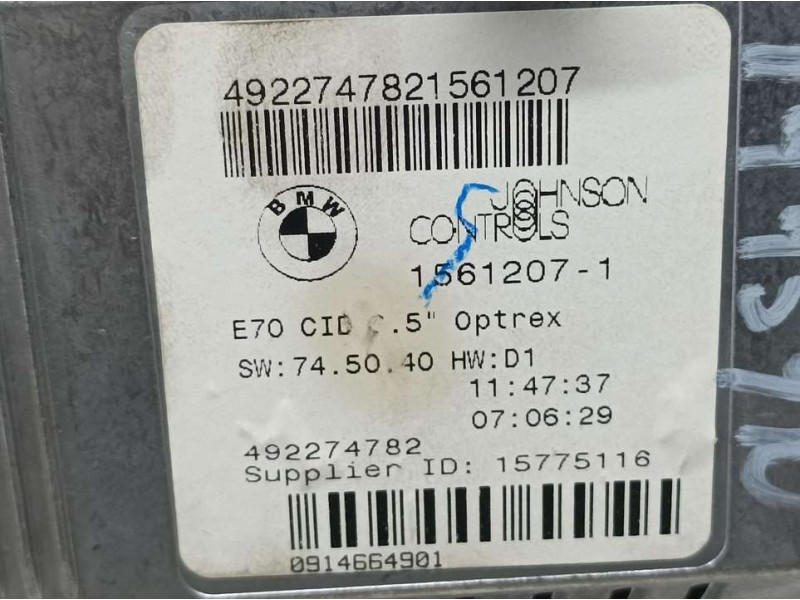 4922747821561207
BMW
JOHNSON
CONTROLS
1561207-1
E70 CID .5" Optrex
SW:74.50.40 HW:D1
11:47:37
07:06:29
492274782
Supplier ID: 15775116
0914664901